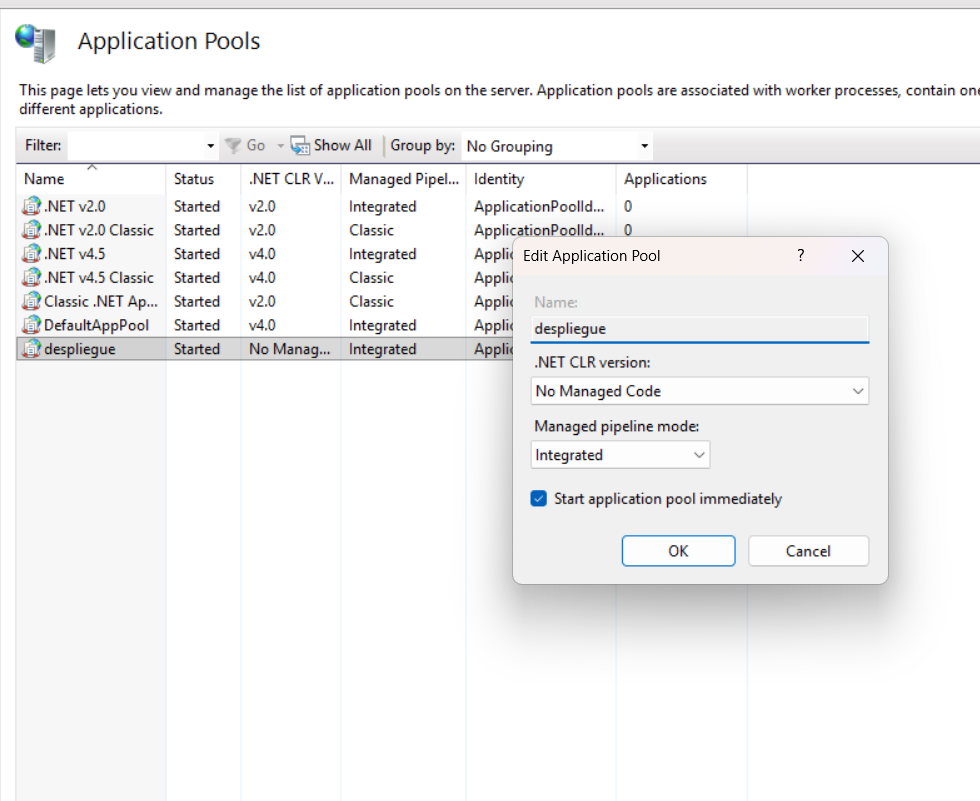 Application Pools
This page lets you view and manage the list of application pools on the server. Application pools are associated with worker processes, contain one
different applications.
Filter: Go Show All Group by: No Grouping
Name Status .NET CLR V... Managed Pipel... Identity Applications
.NET v2.0 Started v2.0 Integrated ApplicationPoolId... 0
.NET v2.0 Classic Started v2.0 Classic ApplicationPoolId... 0
.NET v4.5 Started v4.0 Integrated Applic
.NET v4.5 Classic Started v4.0 Classic Applic
Classic .NET Ap... Started v2.0 Classic Applic
DefaultAppPool Started v4.0 Integrated Applic
despliegue Started No Manag... Integrated Applic
Edit Application Pool ?
Name:
despliegue
.NET CLR version:
No Managed Code
Managed pipeline mode:
Integrated
Start application pool immediately
OK Cancel